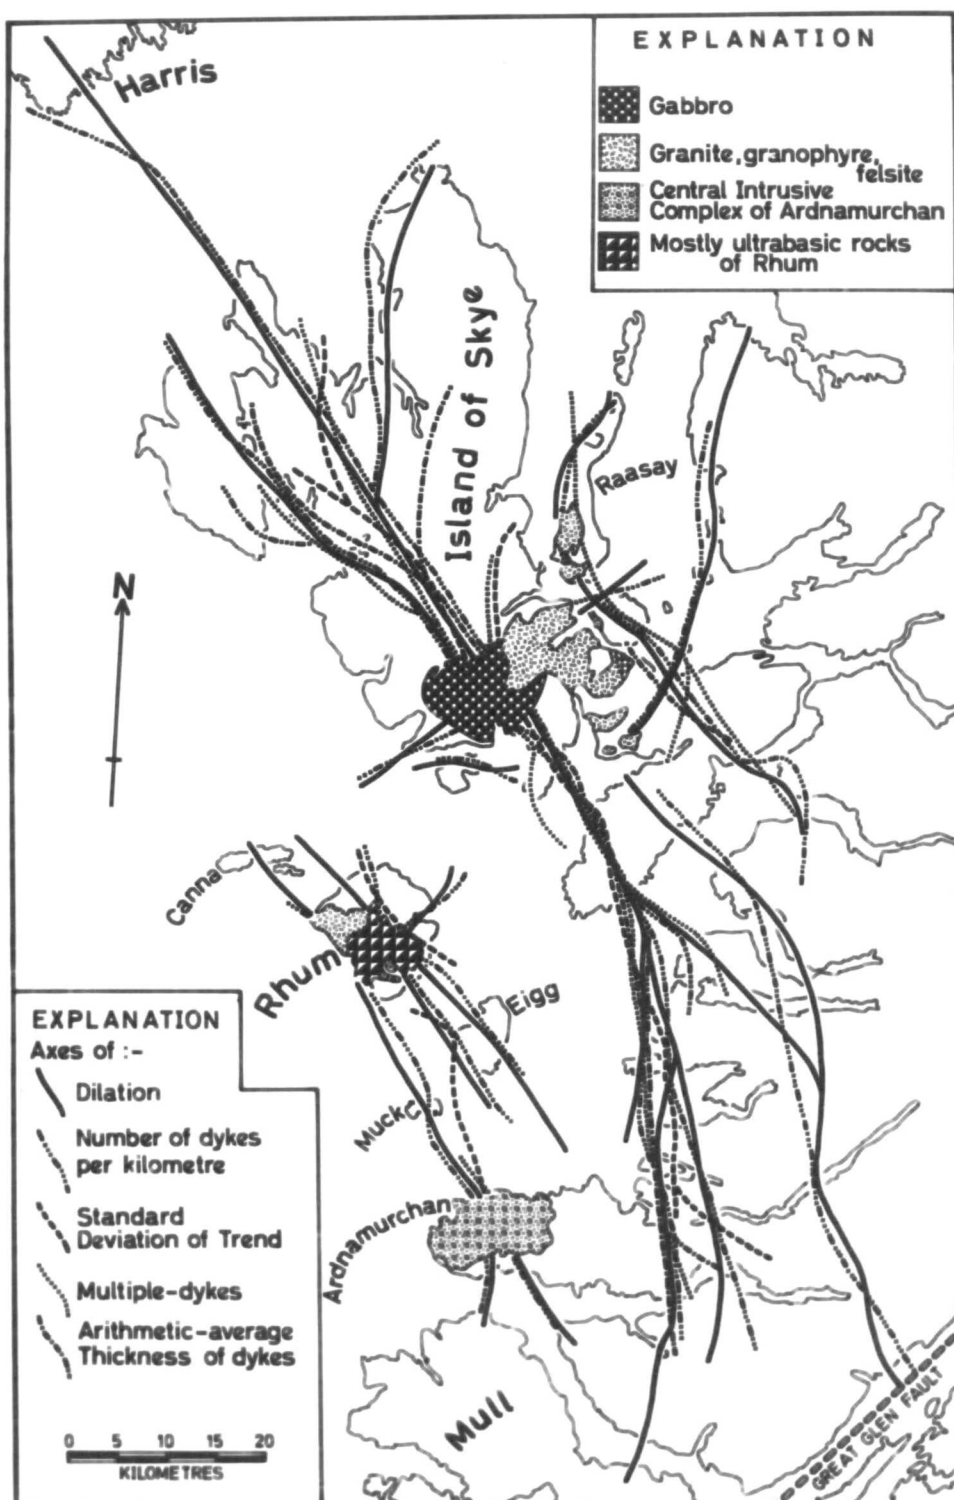 EXPLANATION
Gabbro
Granite, granophyre,
felsite
Central Intrusive
Complex of Ardnamurchan
Mostly ultrabasic rocks
of Rhum
Harris
Island of Skye
Raasay
N
Canna
Rhum
Eigg
Muck
Ardnamurchan
Mull
GREAT GLEN FAULT
EXPLANATION
Axes of :-
Dilation
Number of dykes
per kilometre
Standard
Deviation of Trend
Multiple-dykes
Arithmetic-average
Thickness of dykes
0 5 10 15 20
KILOMETRES